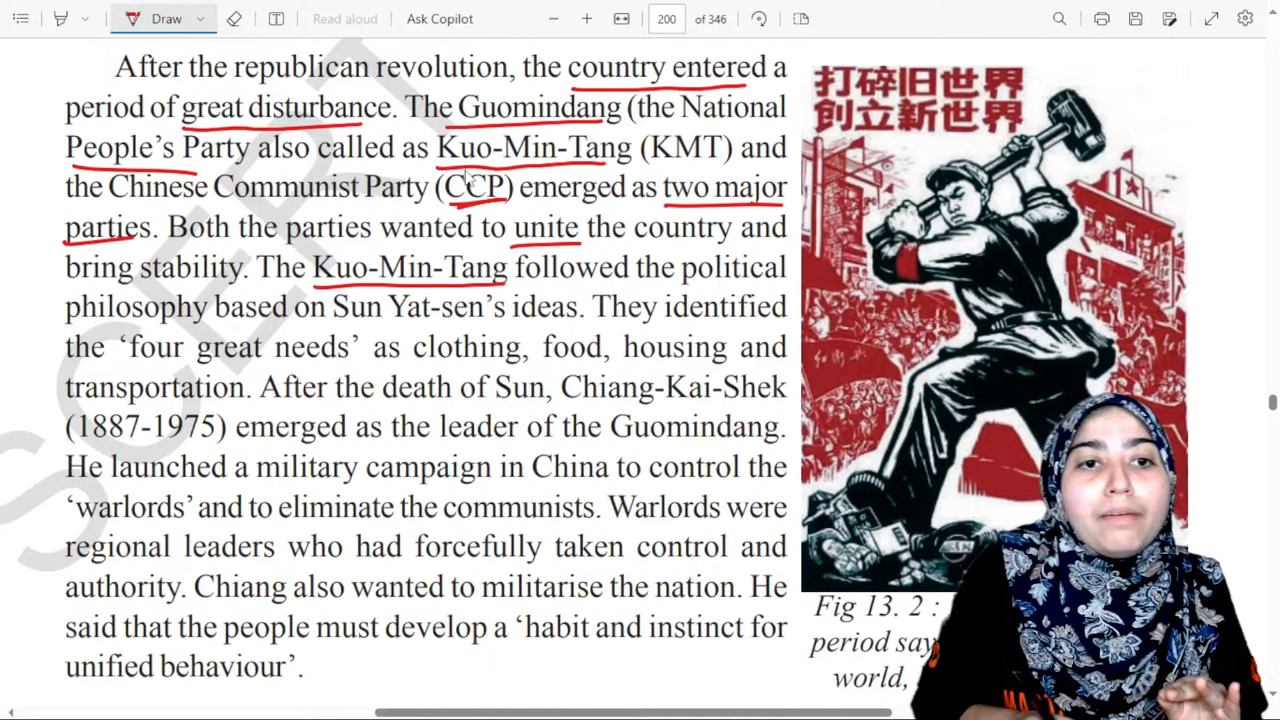 Draw
Read aloud
Ask Copilot
200
of 346
After the republican revolution, the country entered a
period of great disturbance. The Guomindang (the National
People's Party also called as Kuo-Min-Tang (KMT) and
the Chinese Communist Party (CCP) emerged as two major
parties. Both the parties wanted to unite the country and
bring stability. The Kuo-Min-Tang followed the political
philosophy based on Sun Yat-sen's ideas. They identified
the 'four great needs' as clothing, food, housing and
transportation. After the death of Sun, Chiang-Kai-Shek
(1887-1975) emerged as the leader of the Guomindang.
He launched a military campaign in China to control the
'warlords' and to eliminate the communists. Warlords were
regional leaders who had forcefully taken control and
authority. Chiang also wanted to militarise the nation. He
said that the people must develop a 'habit and instinct for
unified behaviour'.
打碎旧世界
創立新世界
Fig 13. 2 :
period say
world,
SCERT